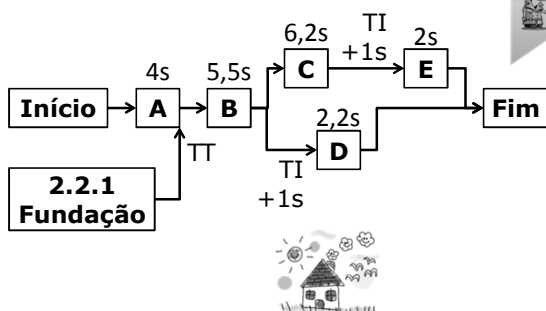 6,2s
TI
+1s
2s
C
E
4s
5,5s
Início
A
B
Fim
2,2s
D
TT
TI
+1s
2.2.1
Fundação